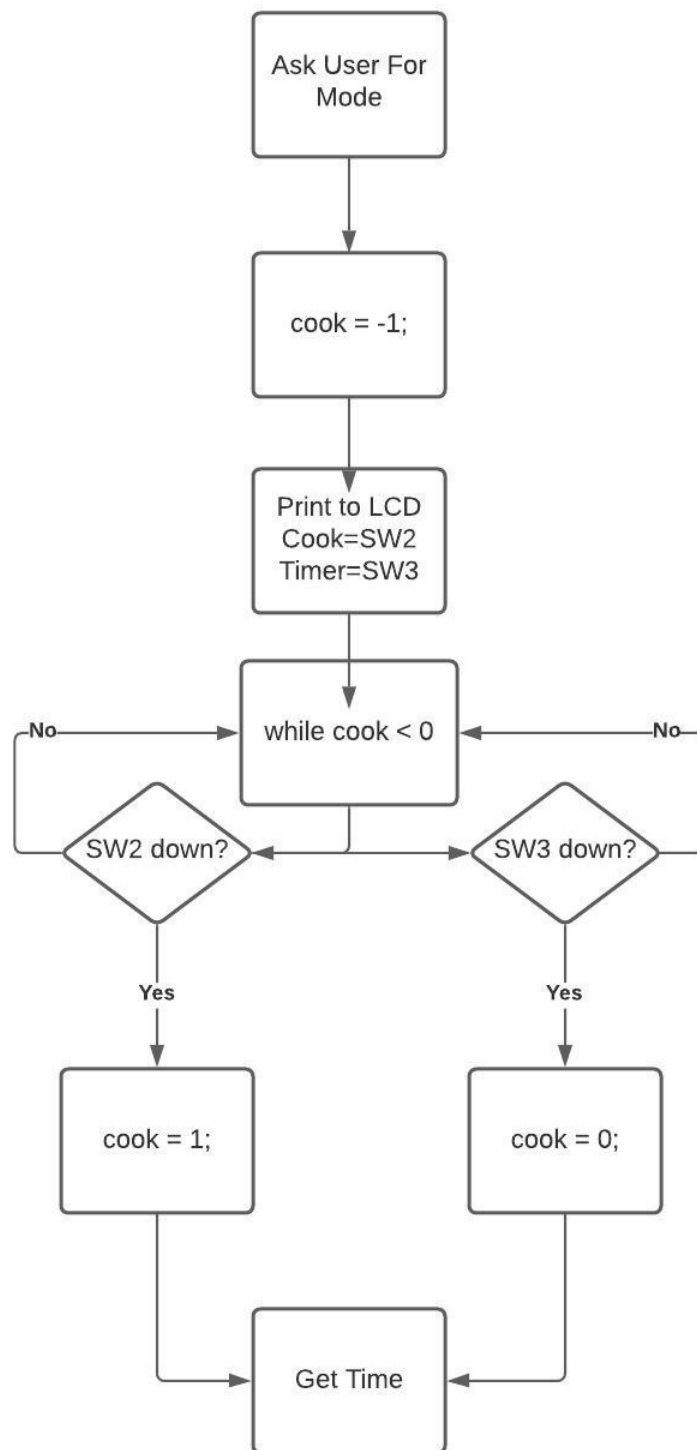 Ask User For
Mode
cook = -1;
Print to LCD
Cook=SW2
Timer=SW3
while cook < 0
No
No
SW2 down?
SW3 down?
Yes
Yes
cook = 1;
cook = 0;
Get Time